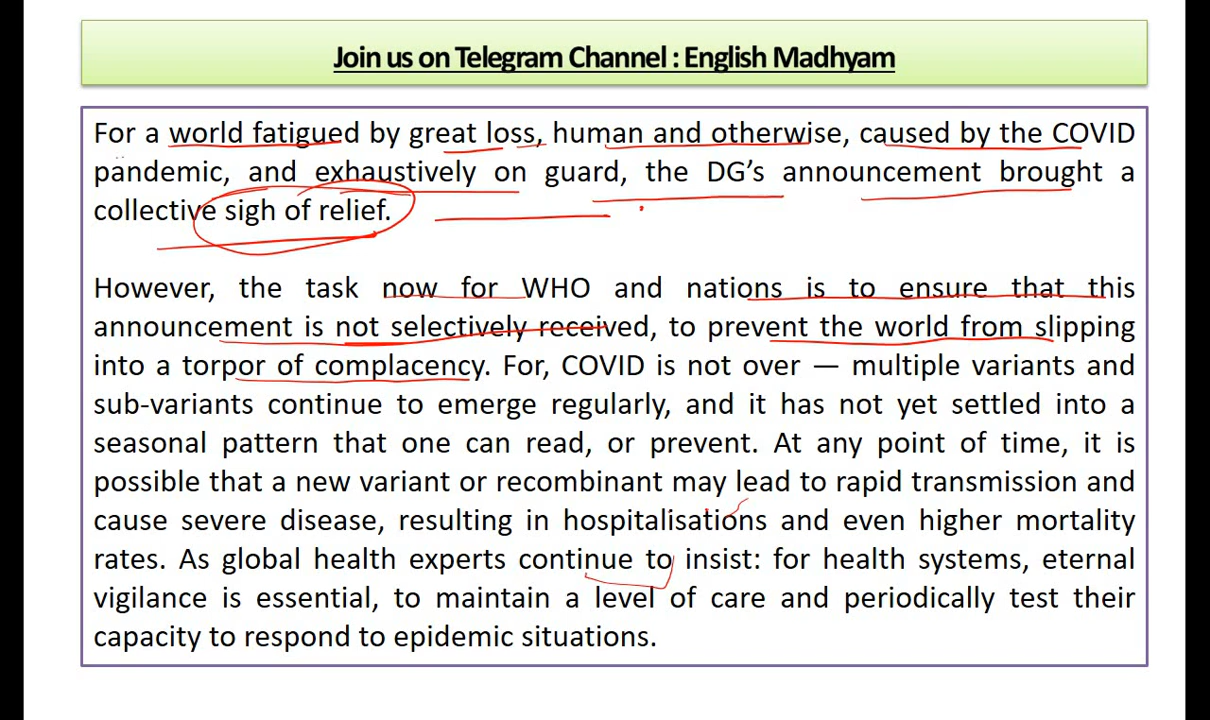 Join us on Telegram Channel : English Madhyam
For a world fatigued by great loss, human and otherwise, caused by the COVID
pandemic, and exhaustively on guard, the DG's announcement brought a
collective sigh of relief.
However, the task now for WHO and nations is to ensure that this
announcement is not selectively received, to prevent the world from slipping
into a torpor of complacency. For, COVID is not over — multiple variants and
sub-variants continue to emerge regularly, and it has not yet settled into a
seasonal pattern that one can read, or prevent. At any point of time, it is
possible that a new variant or recombinant may lead to rapid transmission and
cause severe disease, resulting in hospitalisations and even higher mortality
rates. As global health experts continue to insist: for health systems, eternal
vigilance is essential, to maintain a level of care and periodically test their
capacity to respond to epidemic situations.